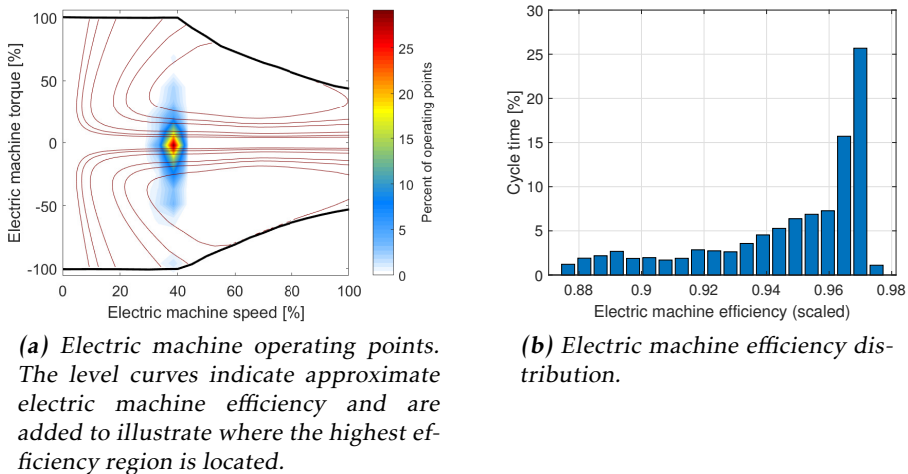 100
50
0
-50
-100
Electric machine torque [%]
0 20 40 60 80 100
Electric machine speed [%]
25
20
15
10
5
0
Percent of operating points
30
25
20
15
10
5
0
Cycle time [%]
0.88 0.9 0.92 0.94 0.96 0.98
Electric machine efficiency (scaled)
(a) Electric machine operating points.
The level curves indicate approximate
electric machine efficiency and are
added to illustrate where the highest ef-
ficiency region is located.
(b) Electric machine efficiency dis-
tribution.